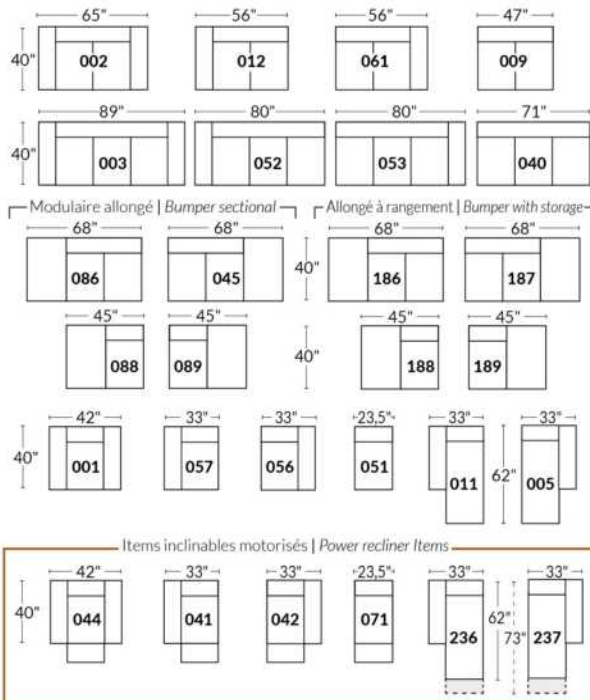 65" 56" 56" 47"
40" 002 012 061 009
89" 80" 80" 71"
40" 003 052 053 040
Modulaire allongé | Bumper sectional Allongé à rangement | Bumper with storage
68" 68" 68" 68"
086 045 40" 186 187
45" 45" 45" 45"
088 089 40" 188 189
42" 33" 33" 23,5" 33" 33"
40" 001 057 056 051 011 62" 005
Items inclinables motorisés | Power recliner Items
42" 33" 33" 23,5" 33" 33"
40" 044 041 042 071 236 62" 73" 237